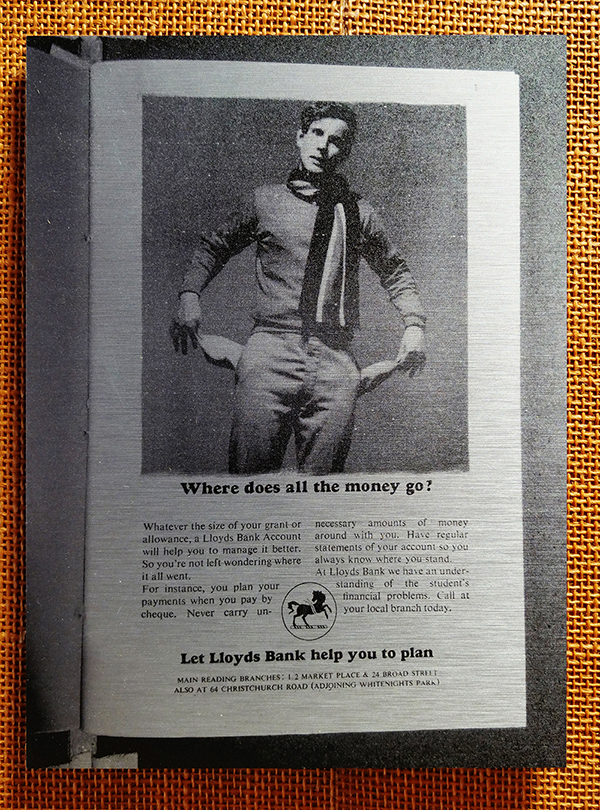 Where does all the money go?
Whatever the size of your grant or
allowance, a Lloyds Bank Account
will help you to manage it better.
So you're not left wondering where
it all went.
For instance, you plan your
payments when you pay by
cheque. Never carry un-
necessary amounts of money
around with you. Have regular
statements of your account so you
always know where you stand.
At Lloyds Bank we have an under-
standing of the student's
financial problems. Call at
your local branch today.
Let Lloyds Bank help you to plan
MAIN READING BRANCHES: 1, 2 MARKET PLACE & 24 BROAD STREET
ALSO AT 64 CHRISTCHURCH ROAD (ADJOINING WHITENIGHTS PARK)